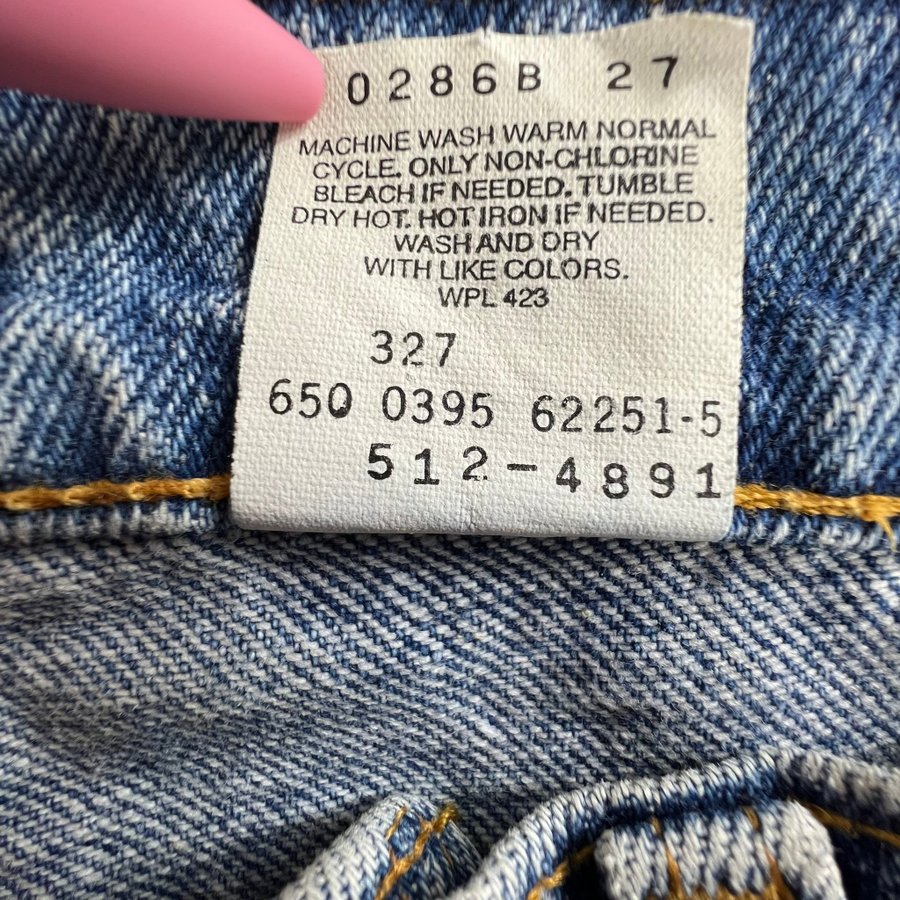 0286B 27
MACHINE WASH WARM NORMAL
CYCLE. ONLY NON-CHLORINE
BLEACH IF NEEDED. TUMBLE
DRY HOT. HOT IRON IF NEEDED.
WASH AND DRY
WITH LIKE COLORS.
WPL 423
327
650 0395 62251-5
512-4891